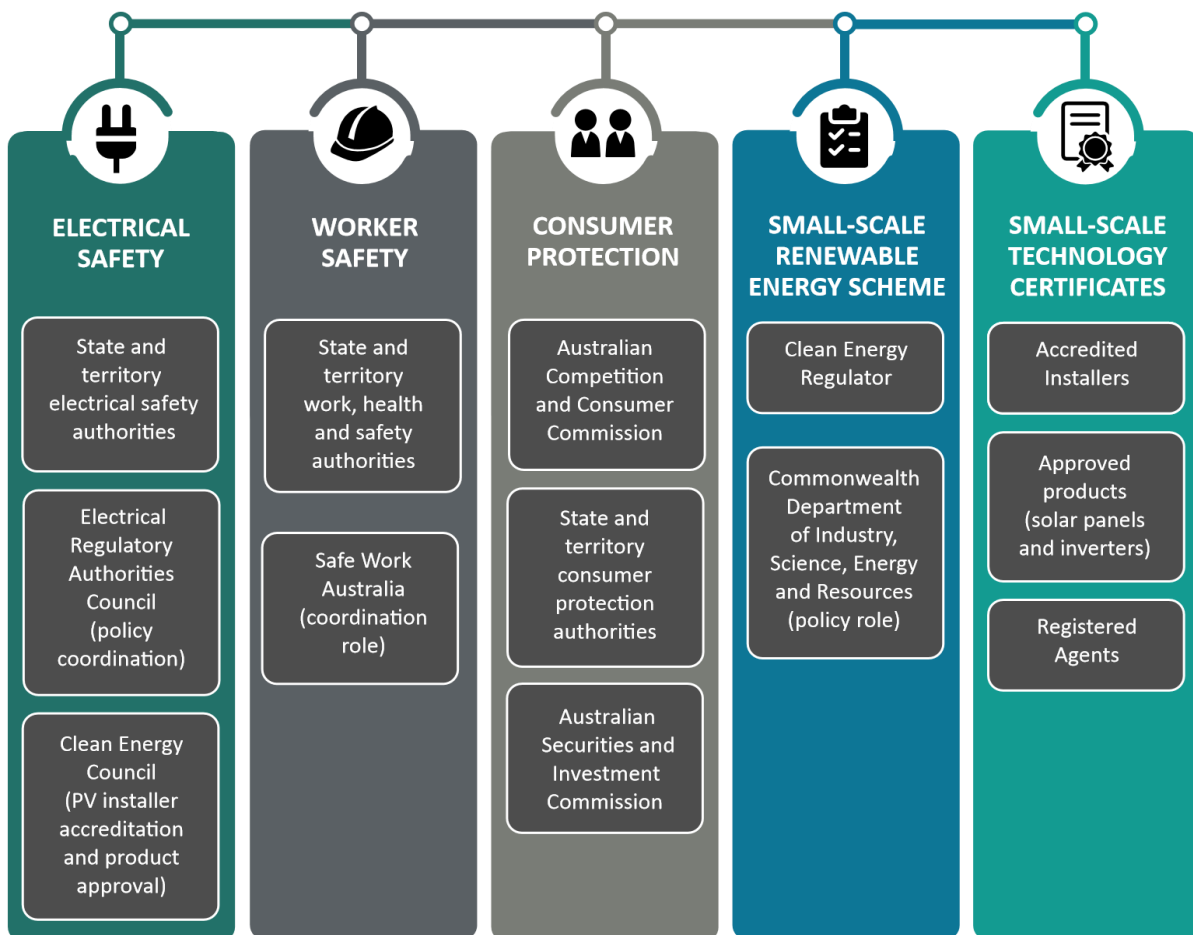 ELECTRICAL
SAFETY
State and
territory
electrical safety
authorities
Electrical
Regulatory
Authorities
Council
(policy
coordination)
Clean Energy
Council
(PV installer
accreditation
and product
approval)
WORKER
SAFETY
State and
territory
work, health
and safety
authorities
Safe Work
Australia
(coordination
role)
CONSUMER
PROTECTION
Australian
Competition
and Consumer
Commission
State and
territory
consumer
protection
authorities
Australian
Securities and
Investment
Commission
SMALL-SCALE
RENEWABLE
ENERGY SCHEME
Clean Energy
Regulator
Commonwealth
Department
of Industry,
Science, Energy
and Resources
(policy role)
SMALL-SCALE
TECHNOLOGY
CERTIFICATES
Accredited
Installers
Approved
products
(solar panels
and inverters)
Registered
Agents